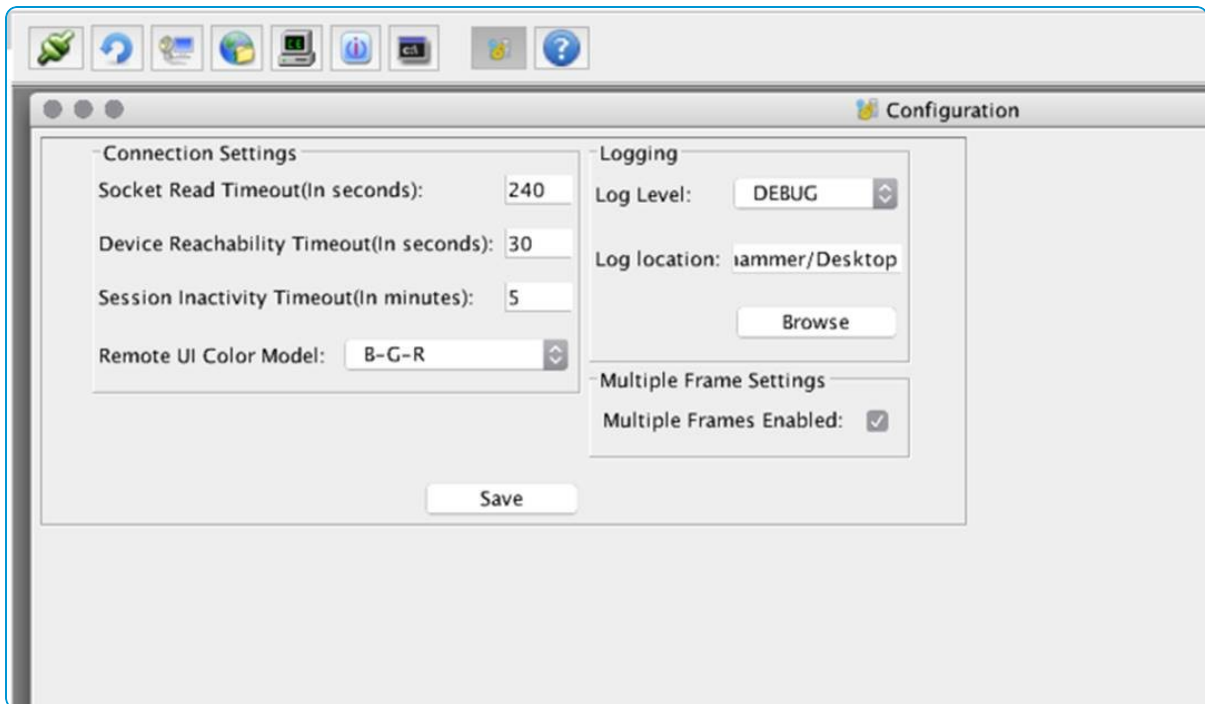 Configuration
Connection Settings
Socket Read Timeout(In seconds): 240
Device Reachability Timeout(In seconds): 30
Session Inactivity Timeout(In minutes): 5
Remote UI Color Model: B-G-R
Logging
Log Level: DEBUG
Log location: hammer/Desktop
Browse
Multiple Frame Settings
Multiple Frames Enabled:
Save